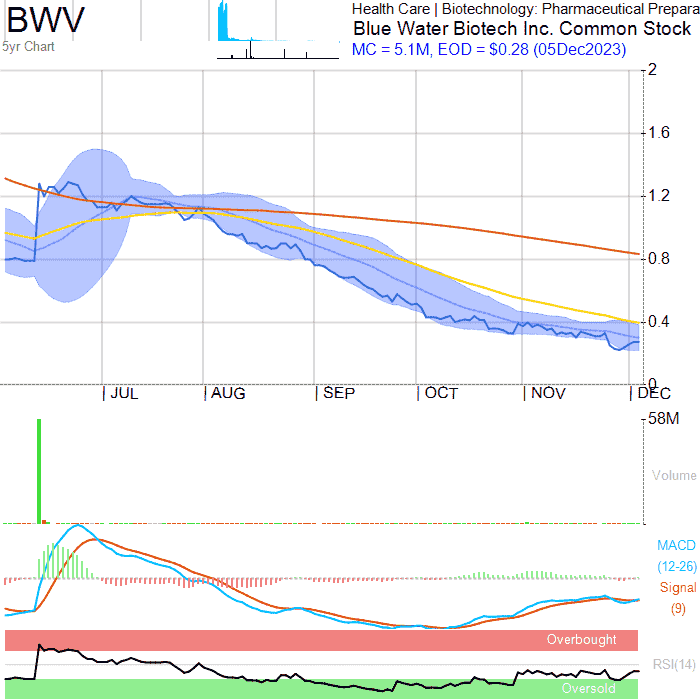 BWV
5yr Chart
Health Care | Biotechnology: Pharmaceutical Prepara
Blue Water Biotech Inc. Common Stock
MC = 5.1M, EOD = $0.28 (05Dec2023)
2
1.6
1.2
0.8
0.4
0
JUL AUG SEP OCT NOV DEC
58M
Volume
MACD
(12-26)
Signal
(9)
Overbought
RSI(14)
Oversold